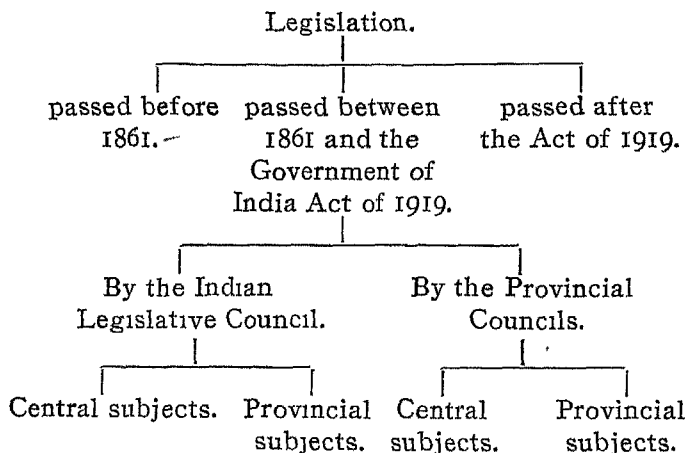 Legislation.
passed before passed between passed after
1861. 1861 and the the Act of 1919.
Government of
India Act of 1919.
By the Indian By the Provincial
Legislative Council. Councils.
Central subjects. Provincial Central Provincial
subjects. subjects. subjects.